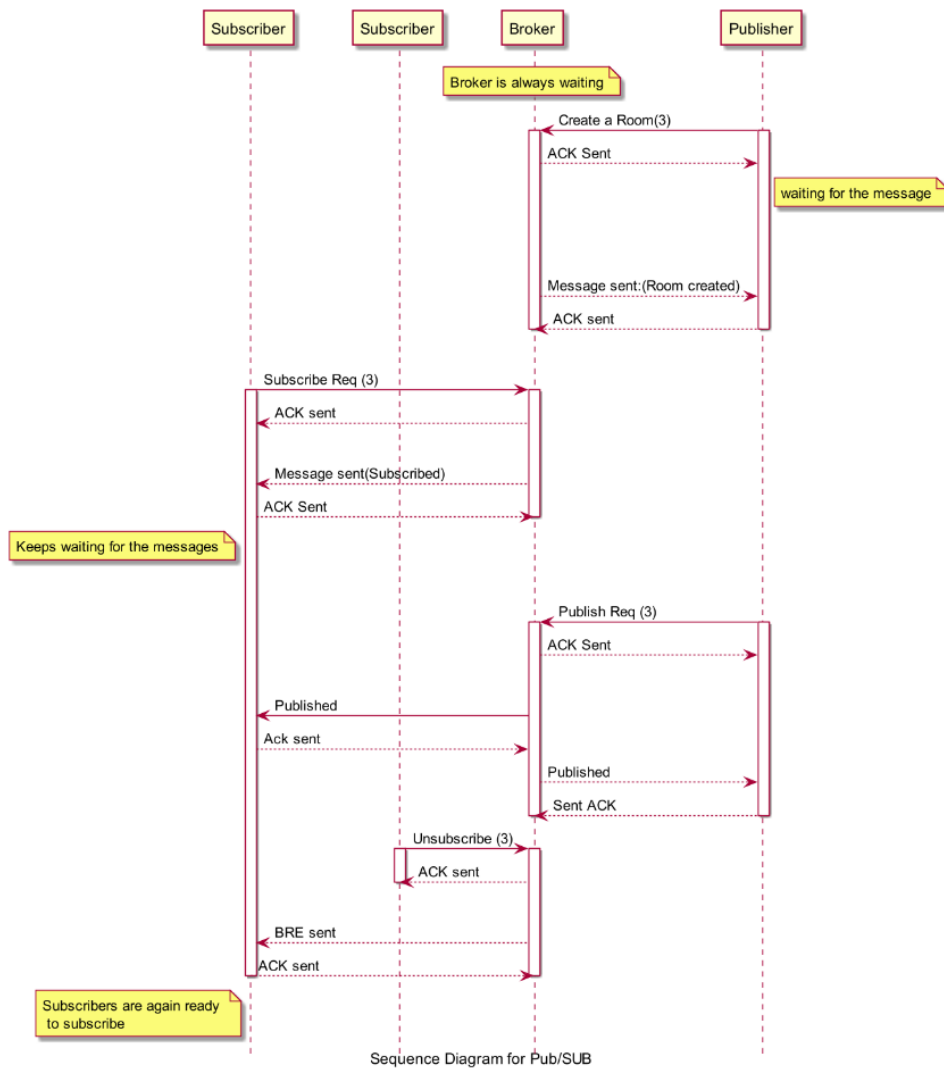 Subscriber
Subscriber
Broker
Publisher
Broker is always waiting
Create a Room(3)
ACK Sent
waiting for the message
Message sent:(Room created)
ACK sent
Subscribe Req (3)
ACK sent
Message sent(Subscribed)
ACK Sent
Keeps waiting for the messages
Publish Req (3)
ACK Sent
Published
Ack sent
Published
Sent ACK
Unsubscribe (3)
ACK sent
BRE sent
ACK sent
Subscribers are again ready
to subscribe
Sequence Diagram for Pub/SUB